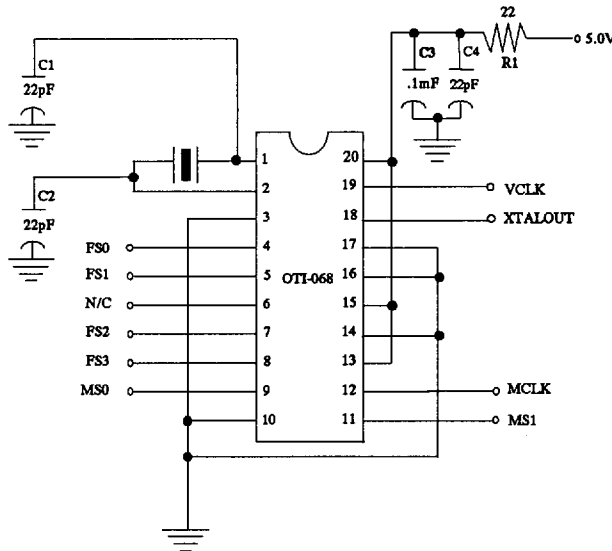 22
5.0V
R1
C3
C4
.1mF
22pF
C1
22pF
C2
22pF
1
20
2
19
VCLK
3
18
XTALOUT
FS0
4
17
FS1
5
16
OTI-068
N/C
6
15
FS2
7
14
FS3
8
13
MS0
9
12
MCLK
10
11
MS1